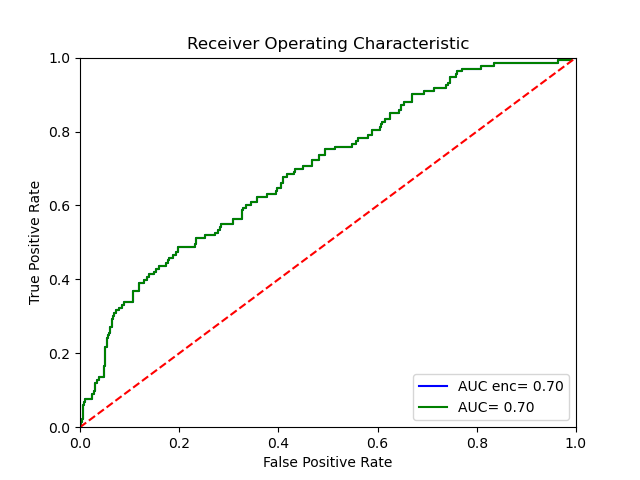 Receiver Operating Characteristic
1.0
0.8
0.6
0.4
0.2
0.0
True Positive Rate
AUC enc= 0.70
AUC= 0.70
0.0 0.2 0.4 0.6 0.8 1.0
False Positive Rate